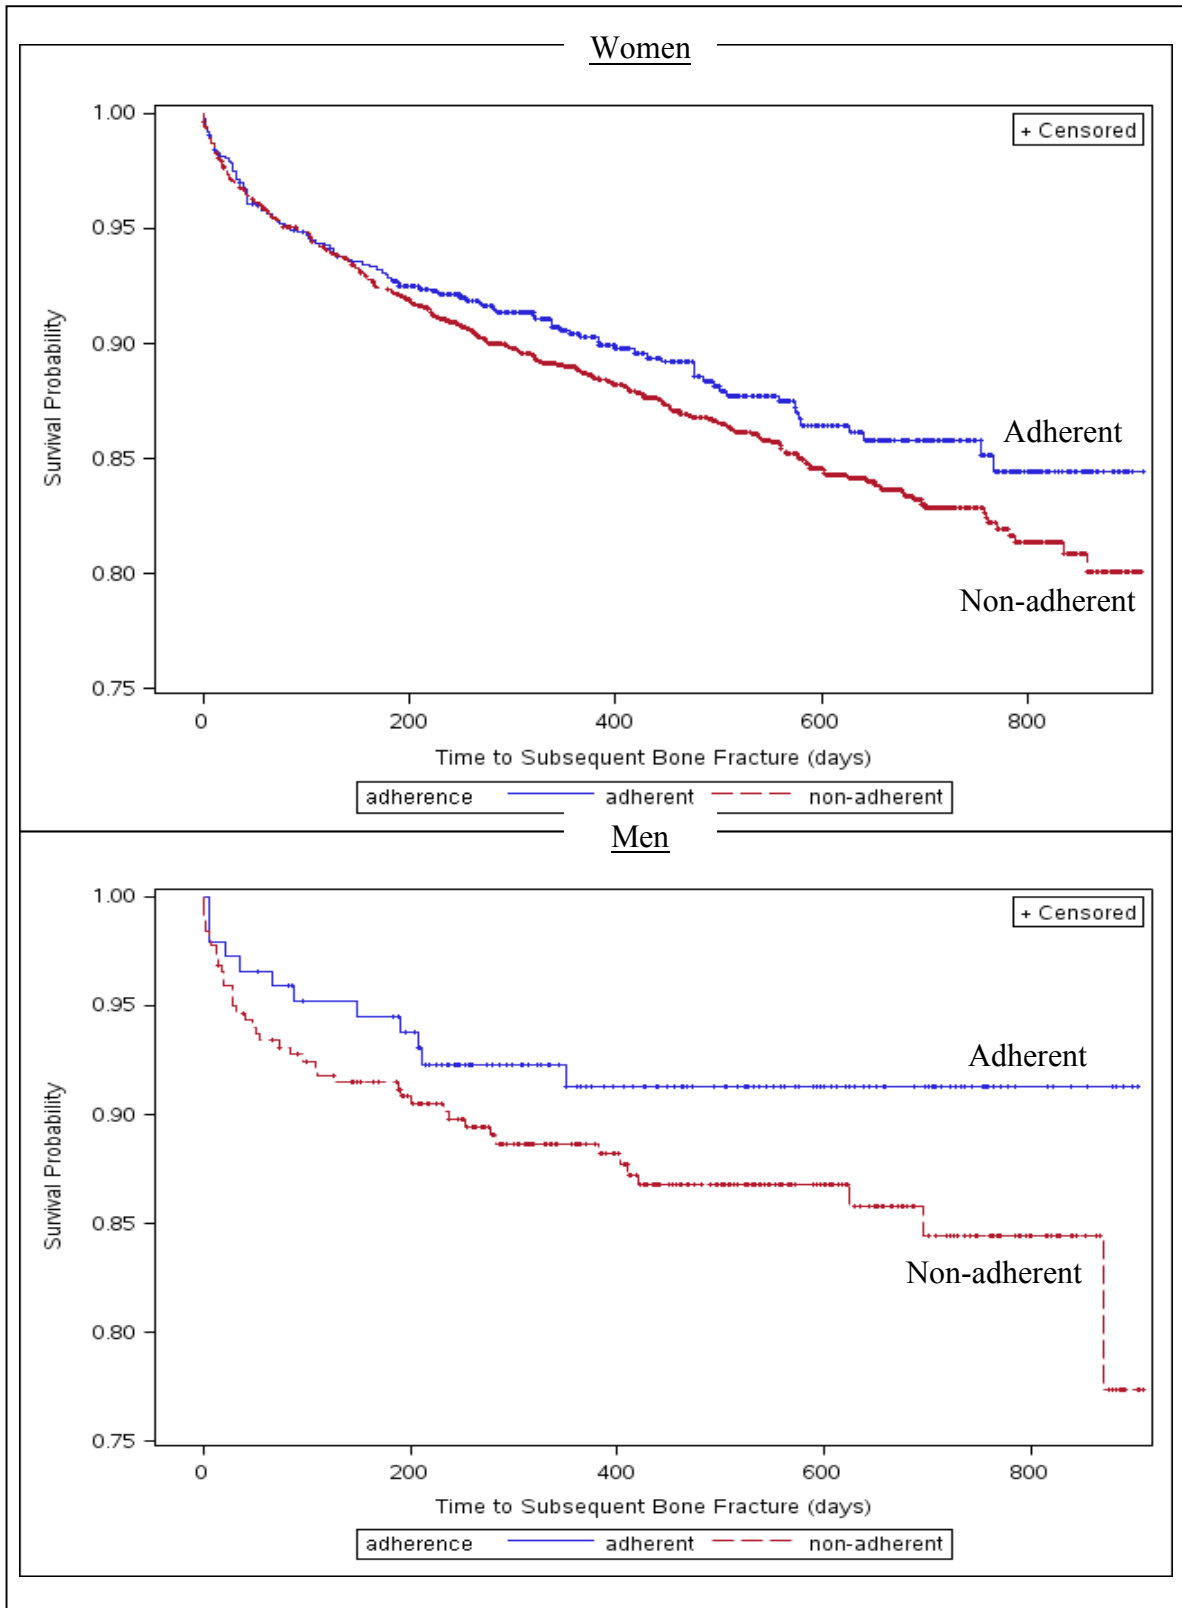 Women
1.00
+ Censored
0.95
0.90
Survival Probability
0.85
Adherent
0.80
Non-adherent
0.75
0 200 400 600 800
Time to Subsequent Bone Fracture (days)
adherence adherent non-adherent
Men
1.00
+ Censored
0.95
Adherent
0.90
Survival Probability
0.85
Non-adherent
0.80
0.75
0 200 400 600 800
Time to Subsequent Bone Fracture (days)
adherence adherent non-adherent